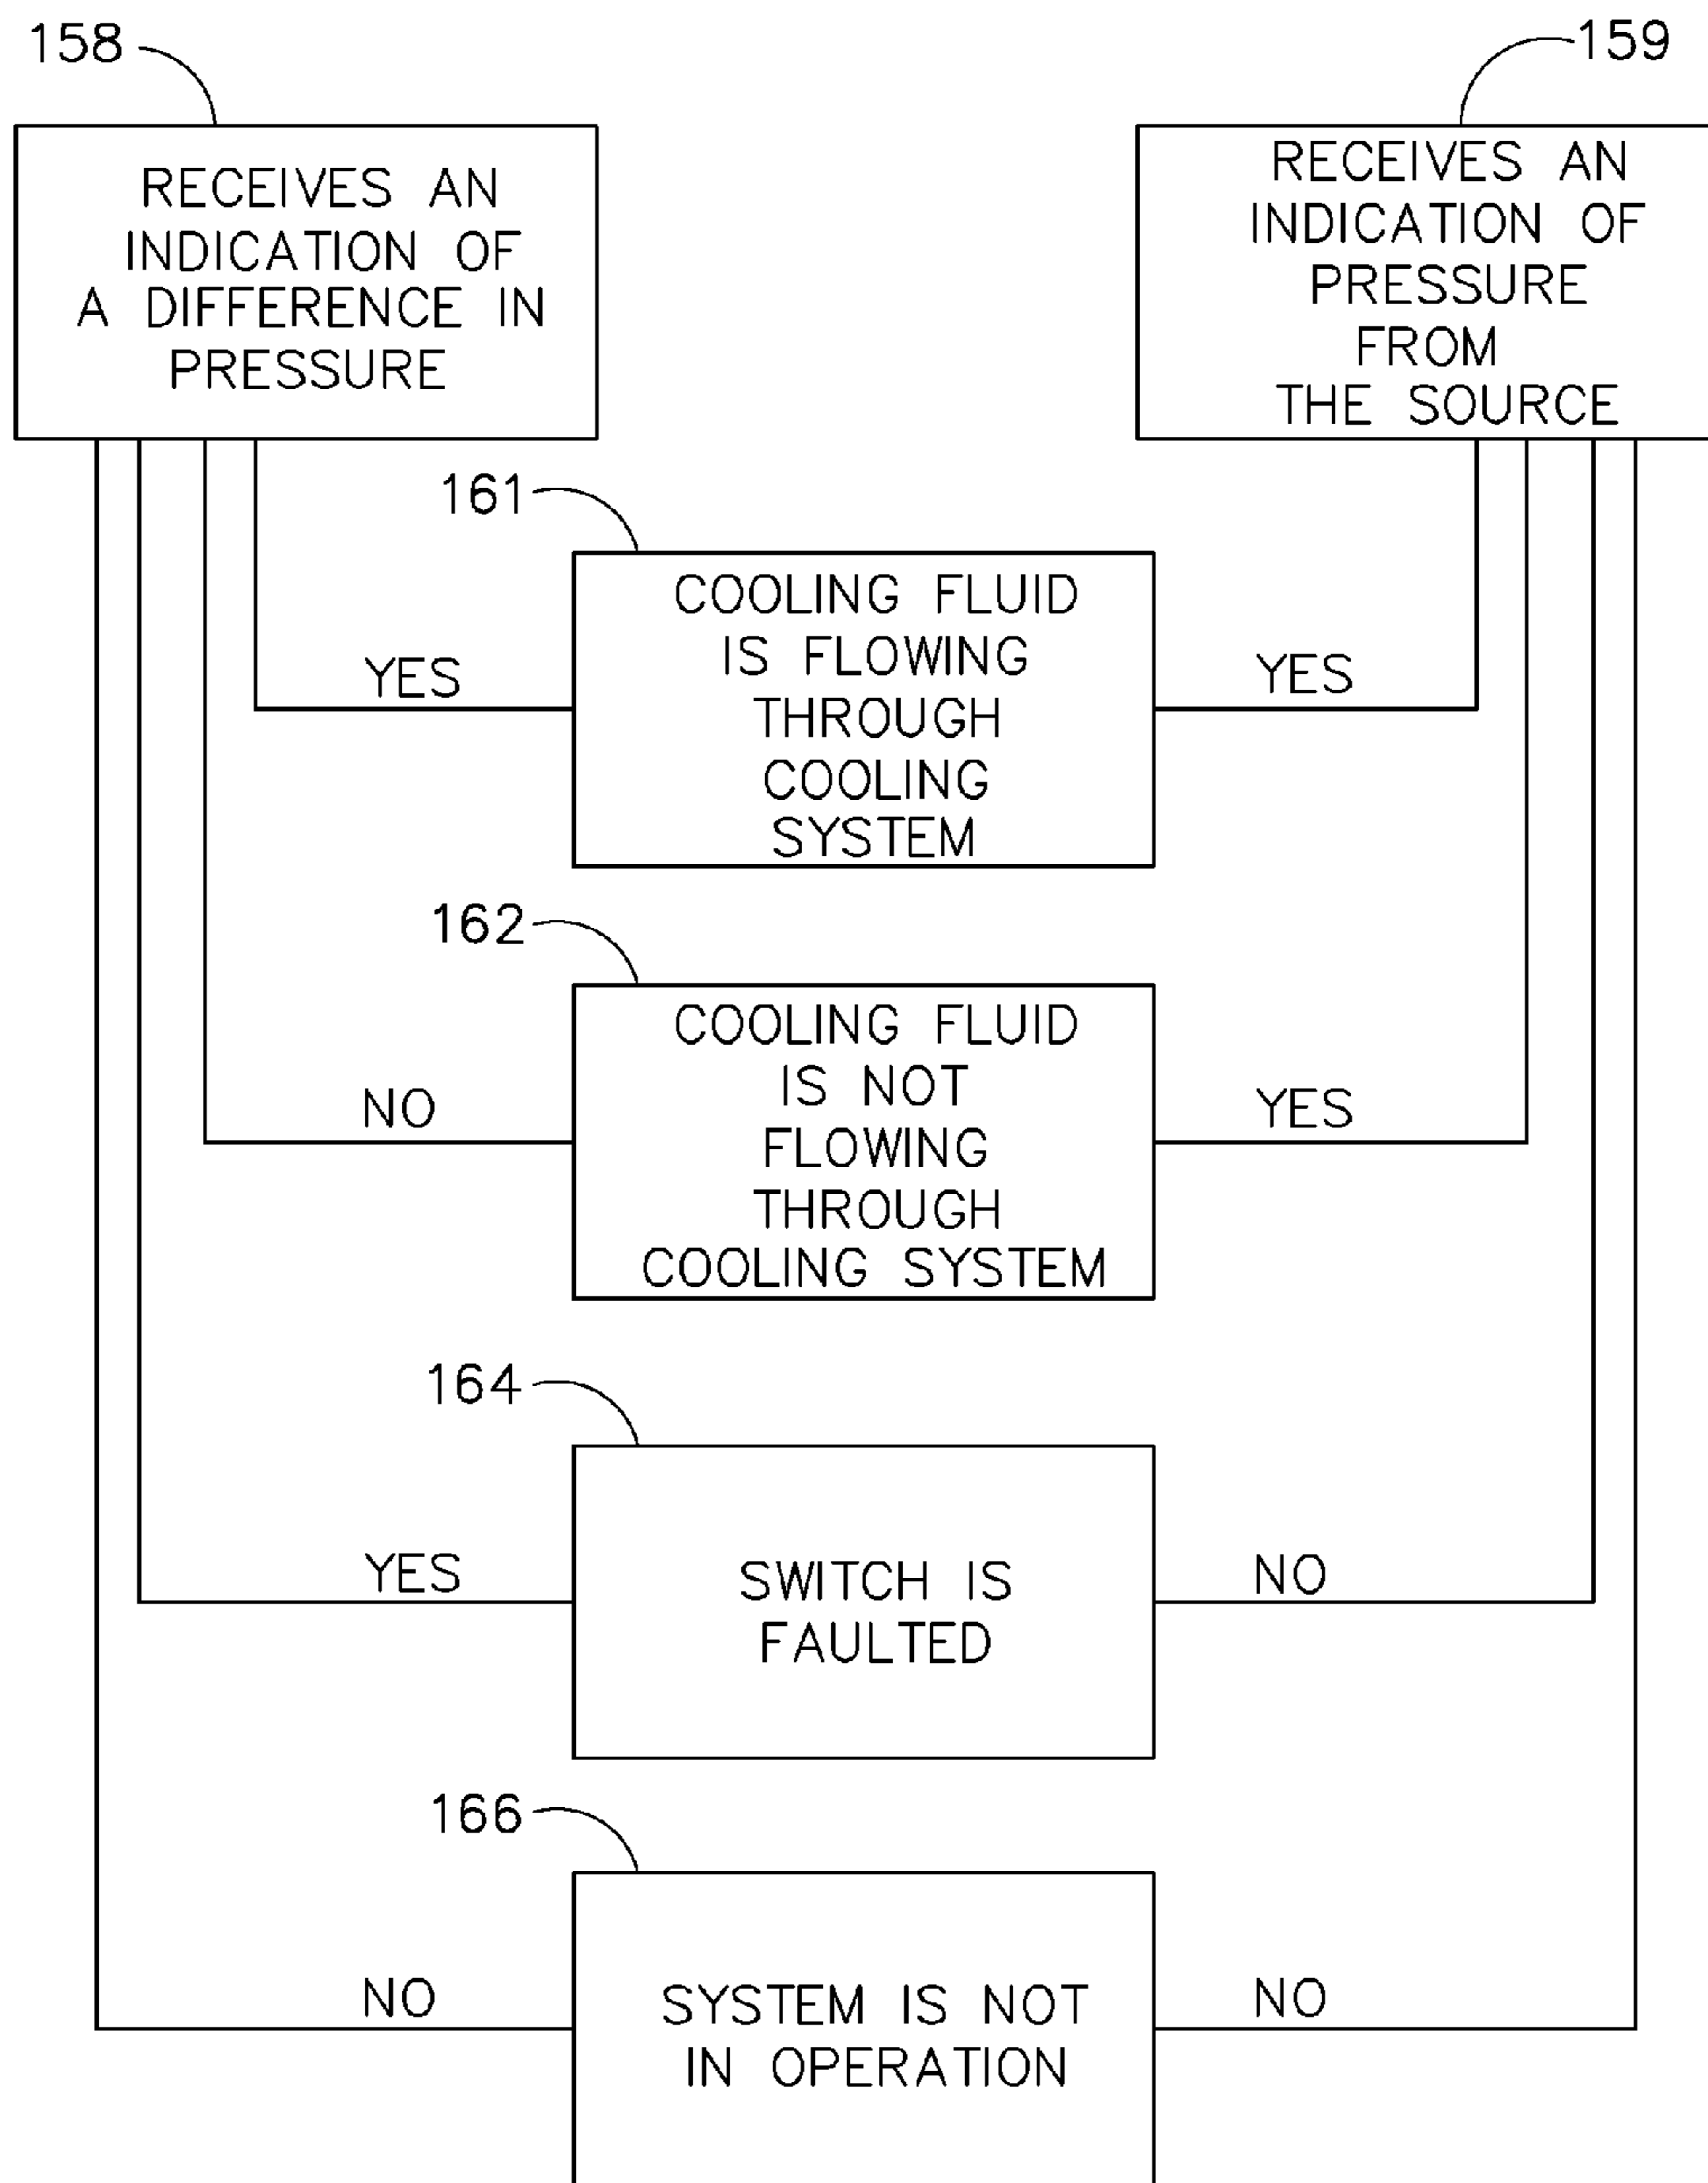 158
159
RECEIVES AN
INDICATION OF
A DIFFERENCE IN
PRESSURE
RECEIVES AN
INDICATION OF
PRESSURE
FROM
THE SOURCE
161
COOLING FLUID
IS FLOWING
THROUGH
COOLING
SYSTEM
YES
YES
162
COOLING FLUID
IS NOT
FLOWING
THROUGH
COOLING SYSTEM
NO
YES
164
SWITCH IS
FAULTED
YES
NO
166
SYSTEM IS NOT
IN OPERATION
NO
NO